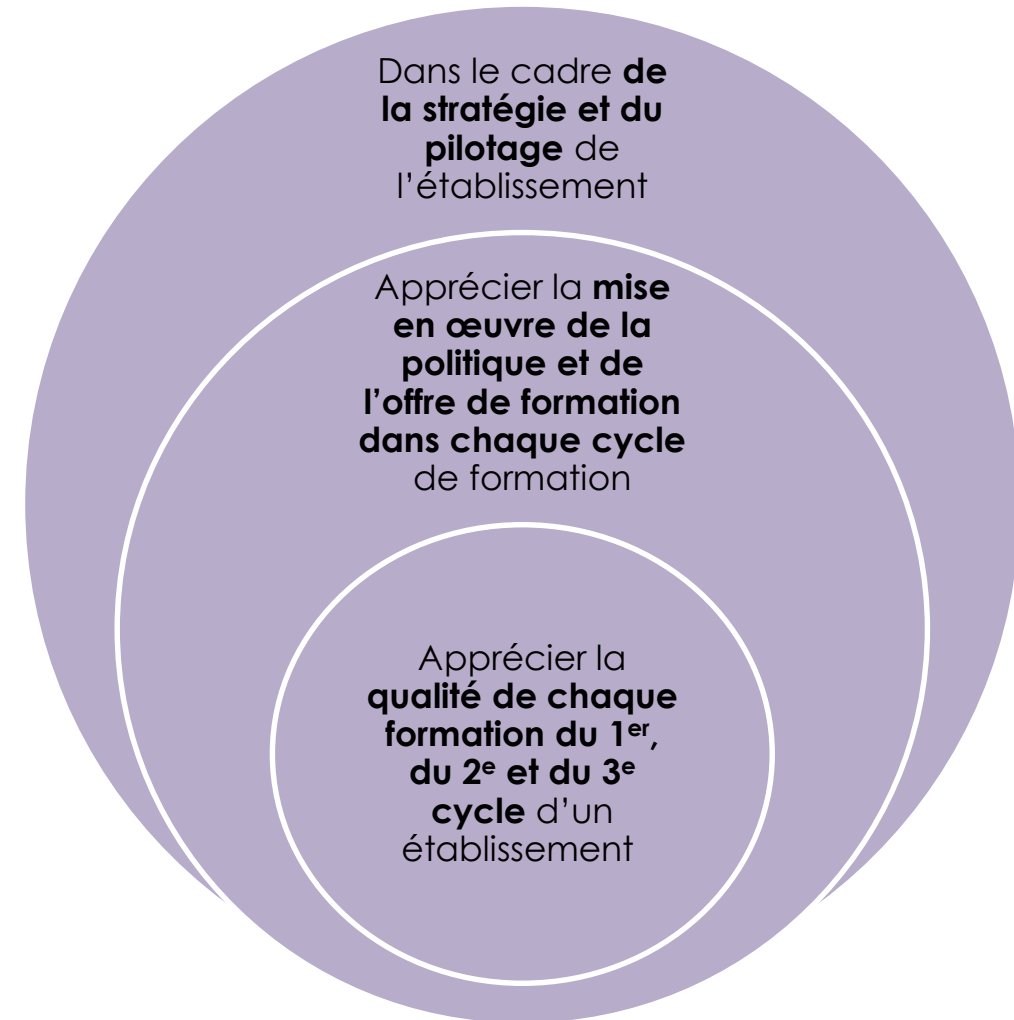 Dans le cadre de
la stratégie et du
pilotage de
l’établissement
Apprécier la mise
en œuvre de la
politique et de
l’offre de formation
dans chaque cycle
de formation
Apprécier la
qualité de chaque
formation du 1er,
du 2e et du 3e
cycle d’un
établissement